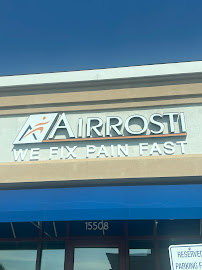 AIRROSTI
WE FIX PAIN FAST
15508
RESERVED
PARKING